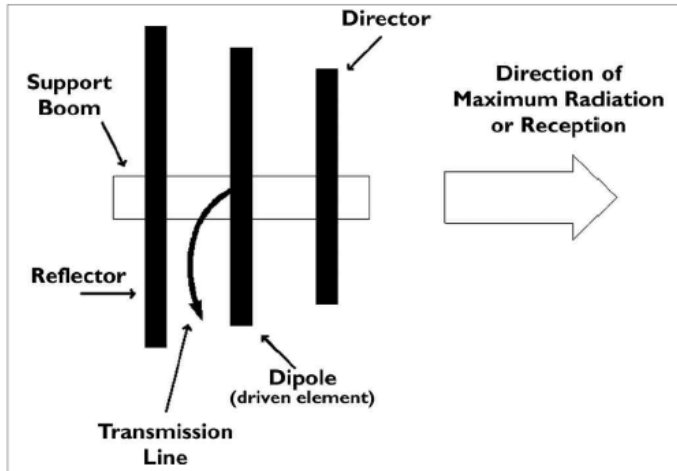 Director
Support
Boom
Direction of
Maximum Radiation
or Reception
Reflector
Dipole
(driven element)
Transmission
Line